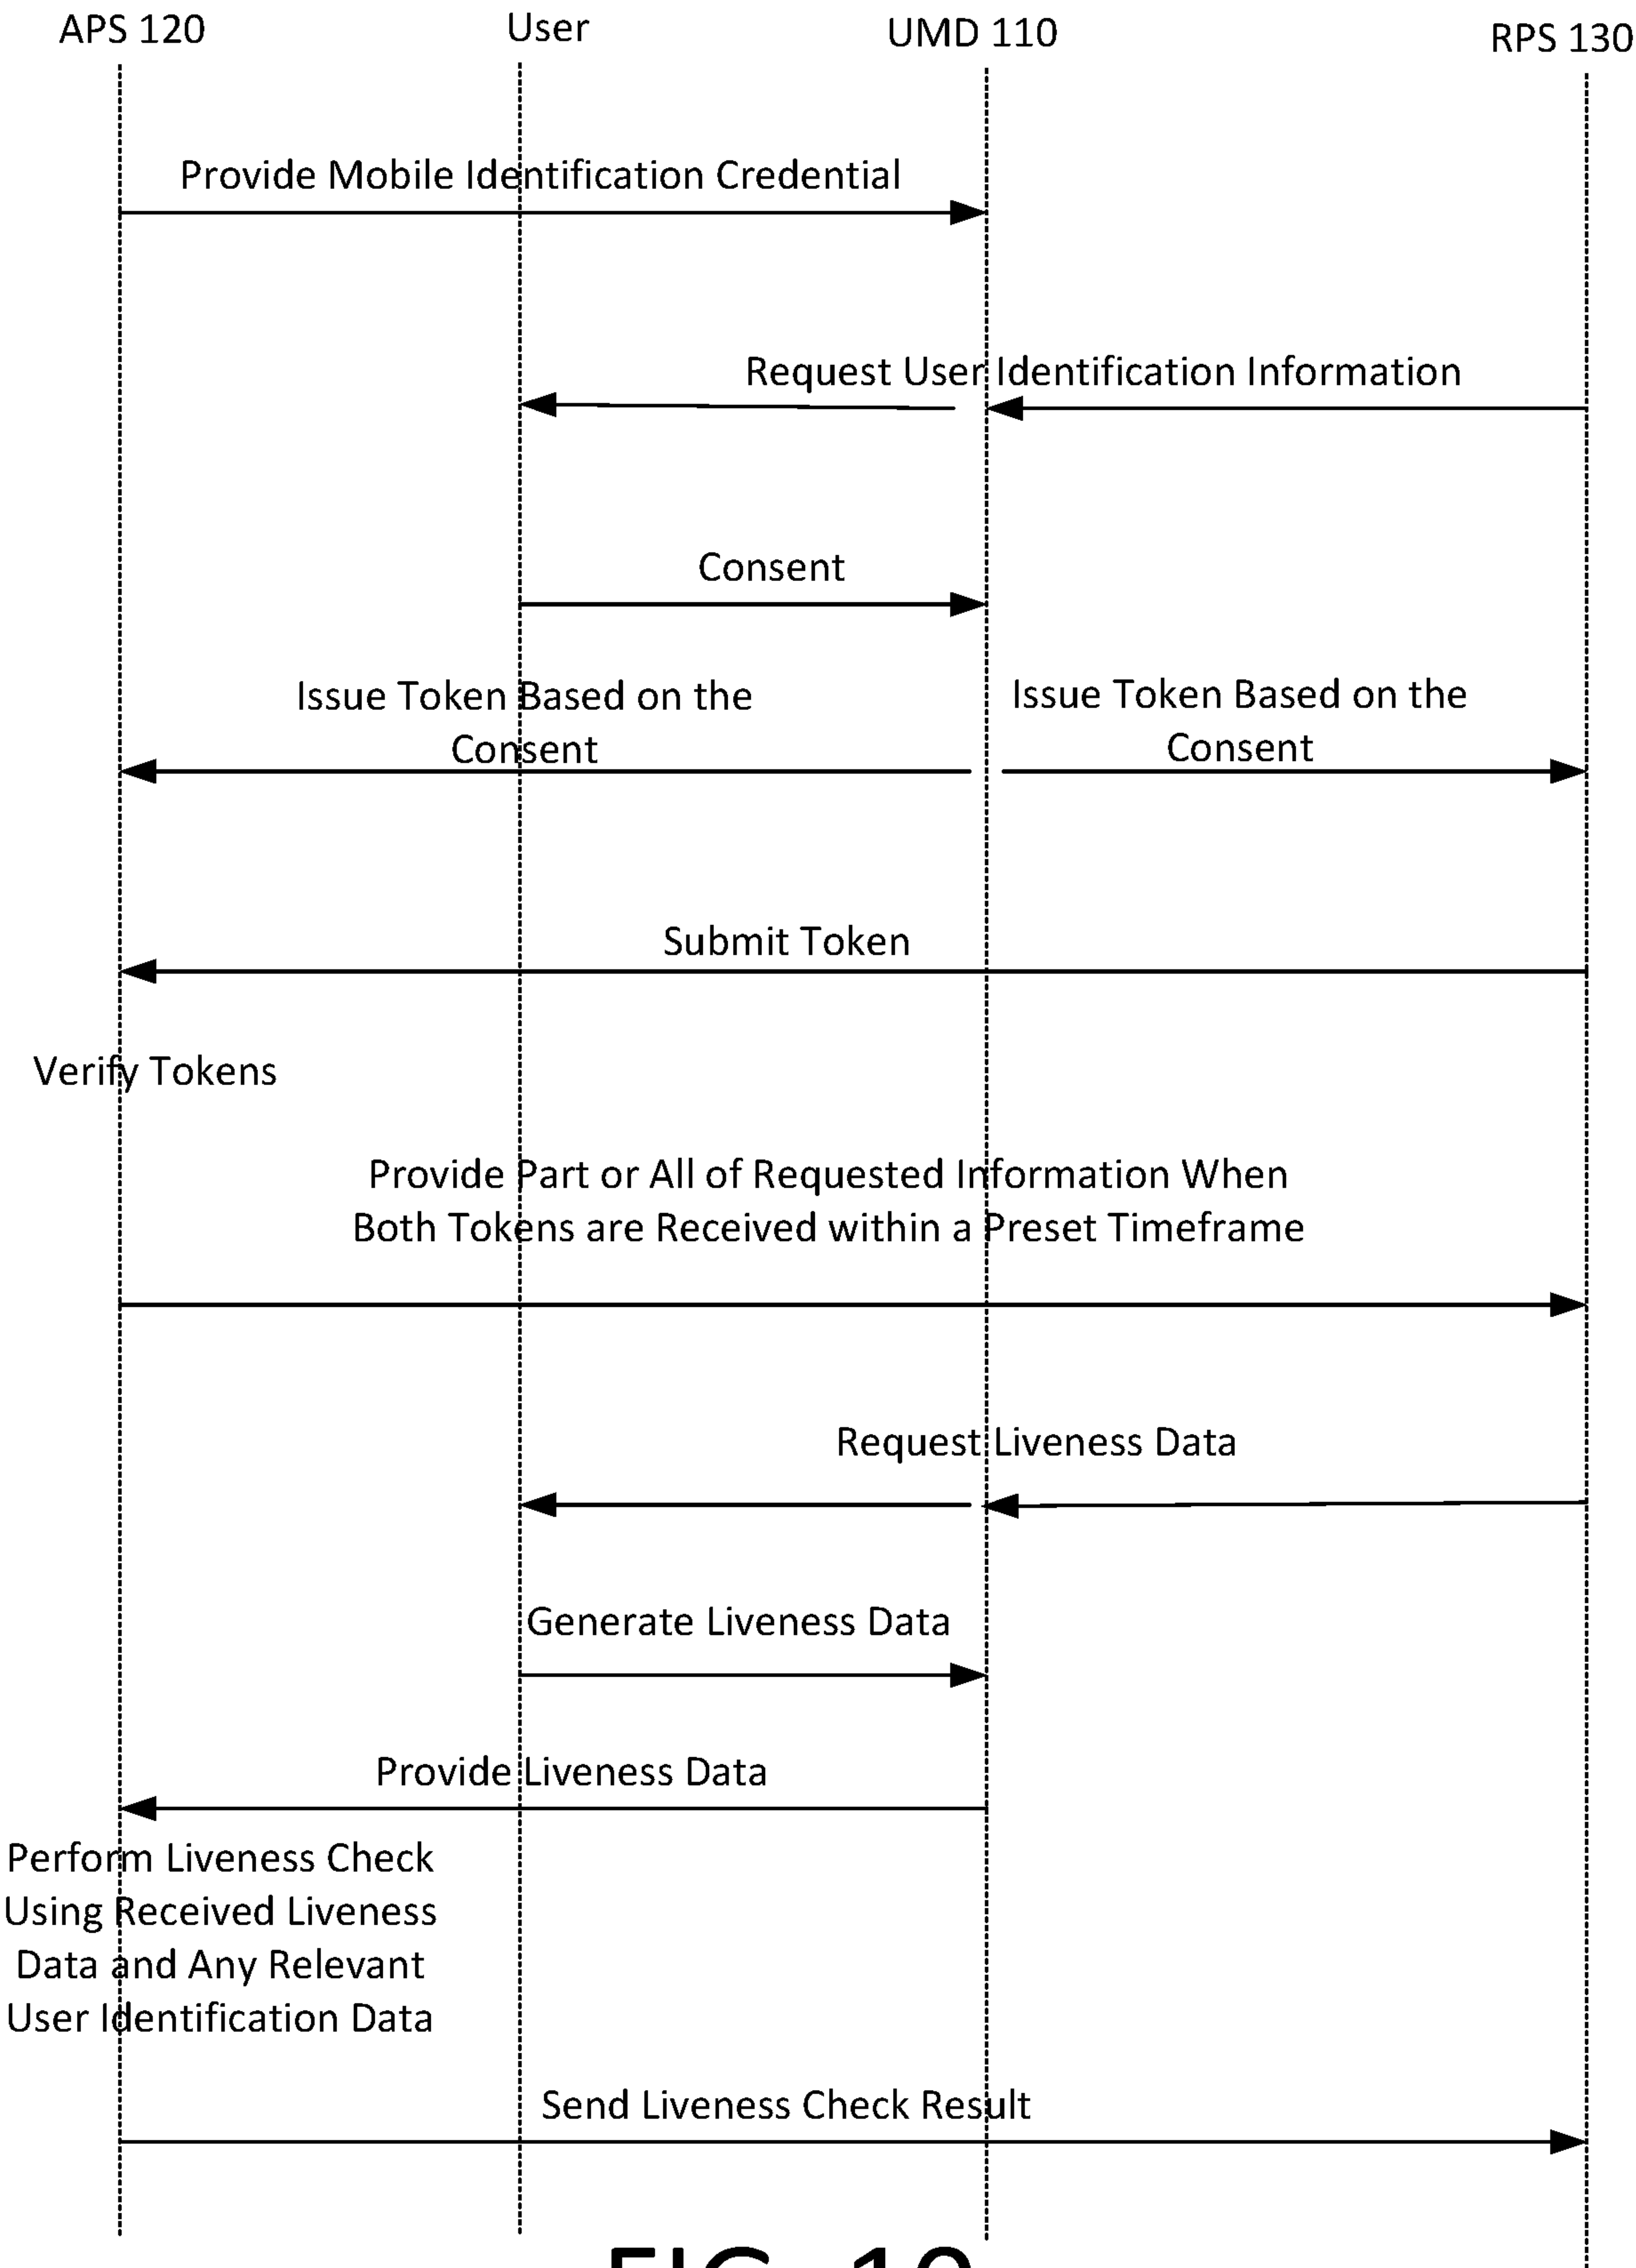 APS 120
User
UMD 110
RPS 130
Provide Mobile Identification Credential
Request User Identification Information
Consent
Issue Token Based on the
Consent
Issue Token Based on the
Consent
Submit Token
Verify Tokens
Provide Part or All of Requested Information When
Both Tokens are Received within a Preset Timeframe
Request Liveness Data
Generate Liveness Data
Provide Liveness Data
Perform Liveness Check
Using Received Liveness
Data and Any Relevant
User Identification Data
Send Liveness Check Result